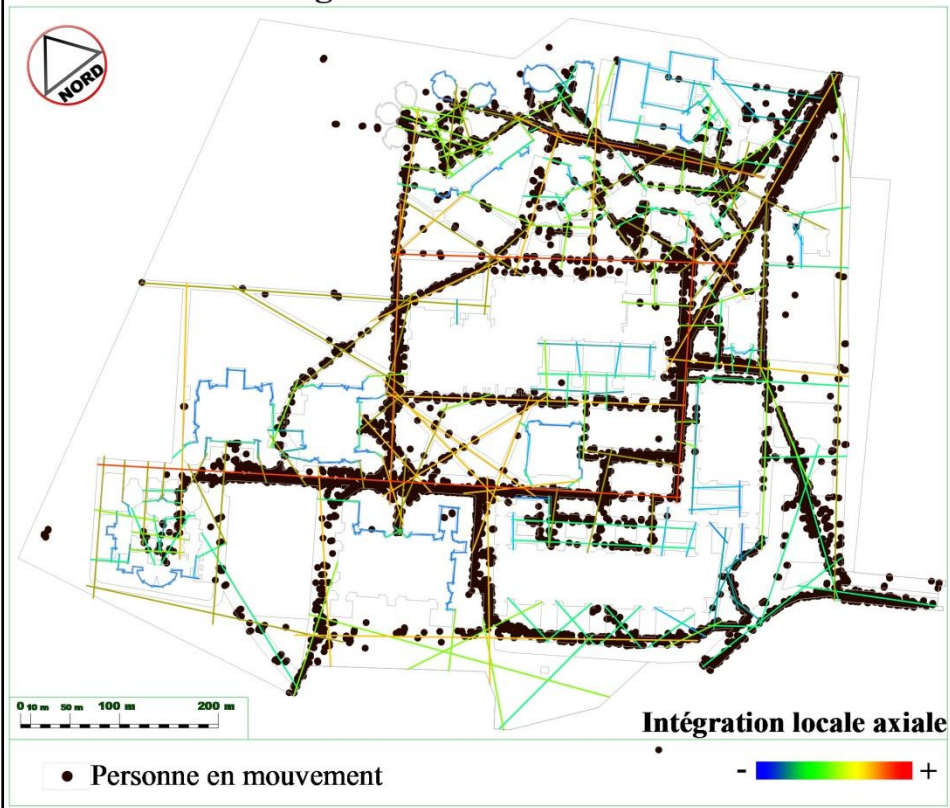 NORD
0 10 m 50 m 100 m 200 m
Intégration locale axiale
Personne en mouvement
- +